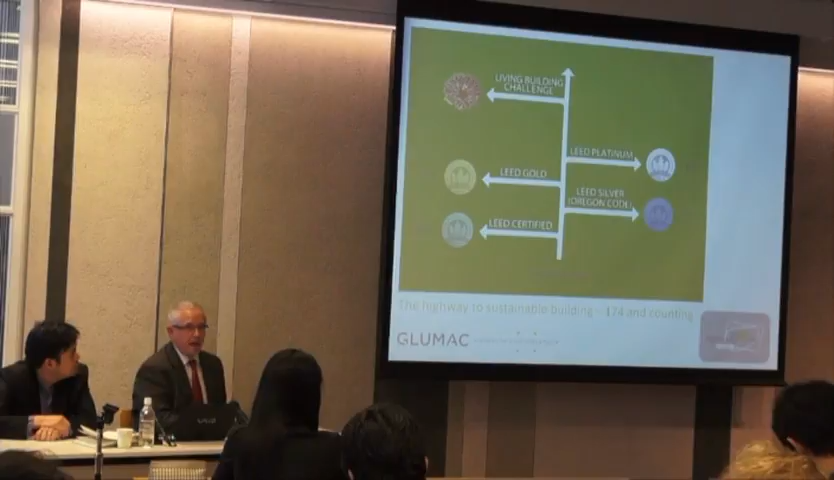 LIVING BUILDING
CHALLENGE
LEED PLATINUM
LEED GOLD
LEED SILVER
(OREGON CODE)
LEED CERTIFIED
The highway to sustainable building - 174 and counting
GLUMAC
VAIO